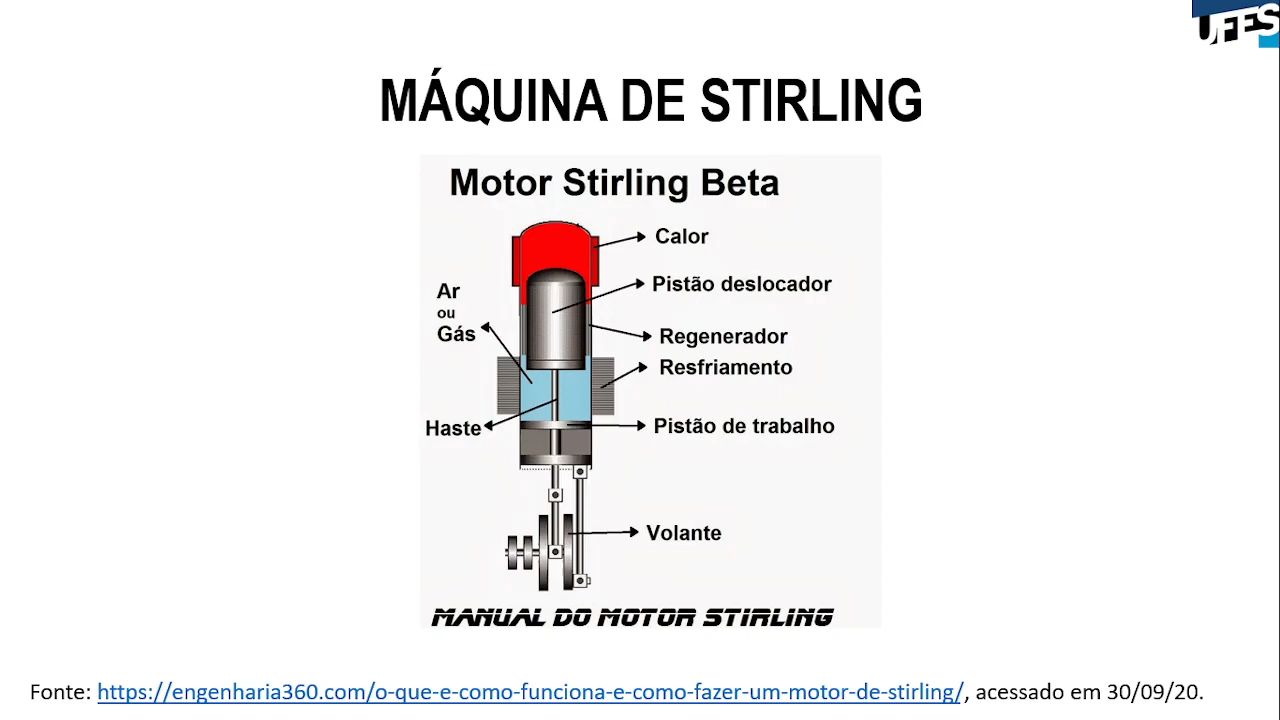 UFES
MÁQUINA DE STIRLING
Motor Stirling Beta
Calor
Pistão deslocador
Ar
ou
Gás
Regenerador
Resfriamento
Haste
Pistão de trabalho
Volante
MANUAL DO MOTOR STIRLING
Fonte: https://engenharia360.com/o-que-e-como-funciona-e-como-fazer-um-motor-de-stirling/, acessado em 30/09/20.